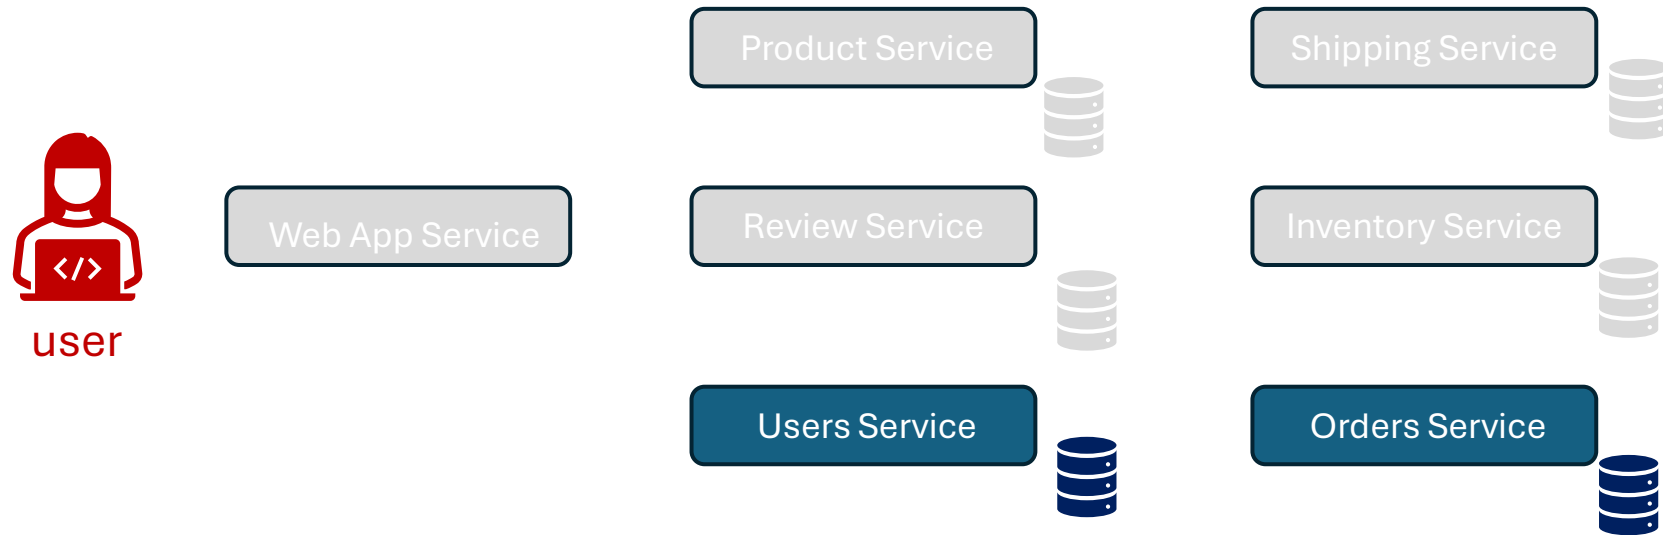 Product Service
Shipping Service
Web App Service
Review Service
Inventory Service
</>
user
Users Service
Orders Service